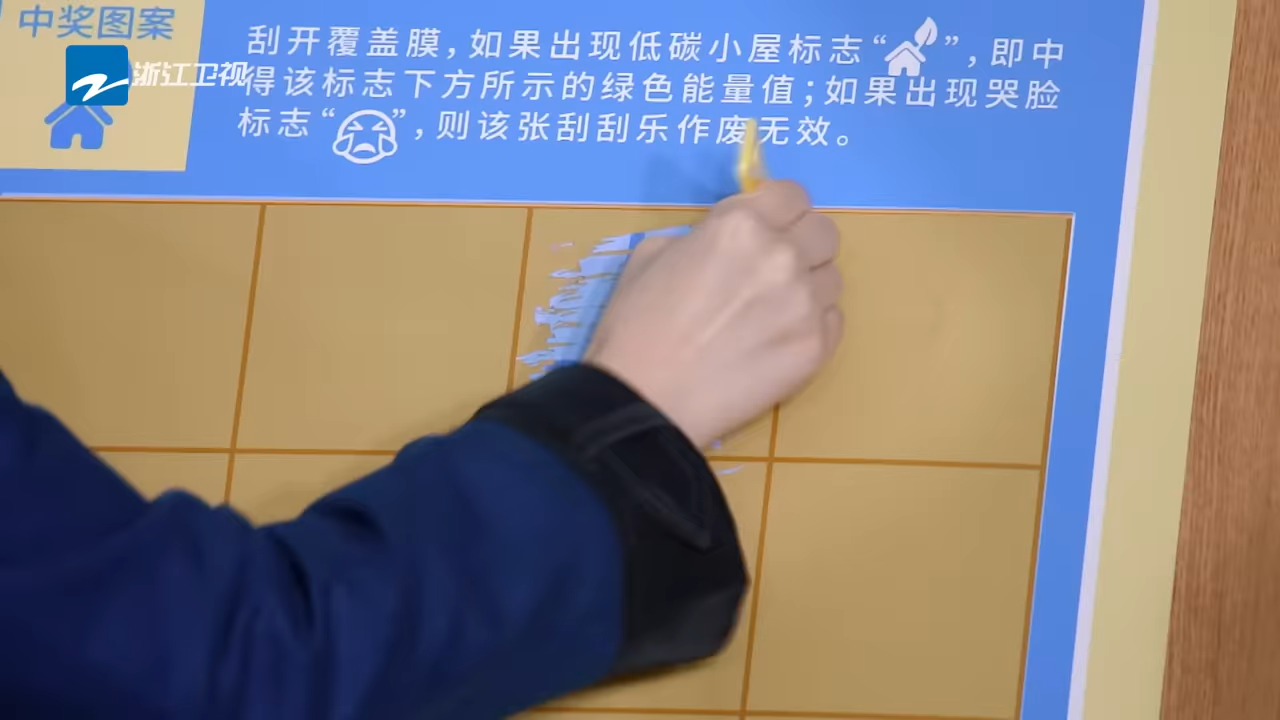 中奖图案
浙江卫视
刮开覆盖膜,如果出现低碳小屋标志“”,即中
得该标志下方所示的绿色能量值;如果出现哭脸
标志“”,则该张刮刮乐作废无效。